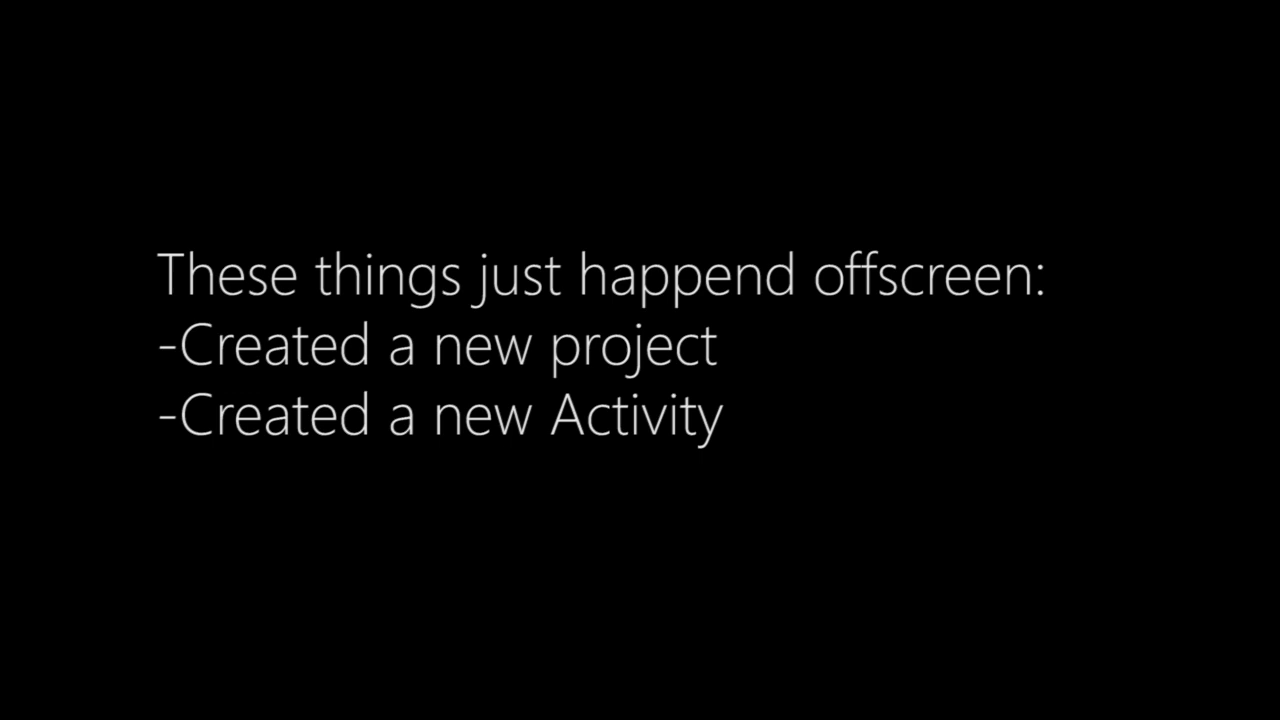 These things just happend offscreen:
-Created a new project
-Created a new Activity